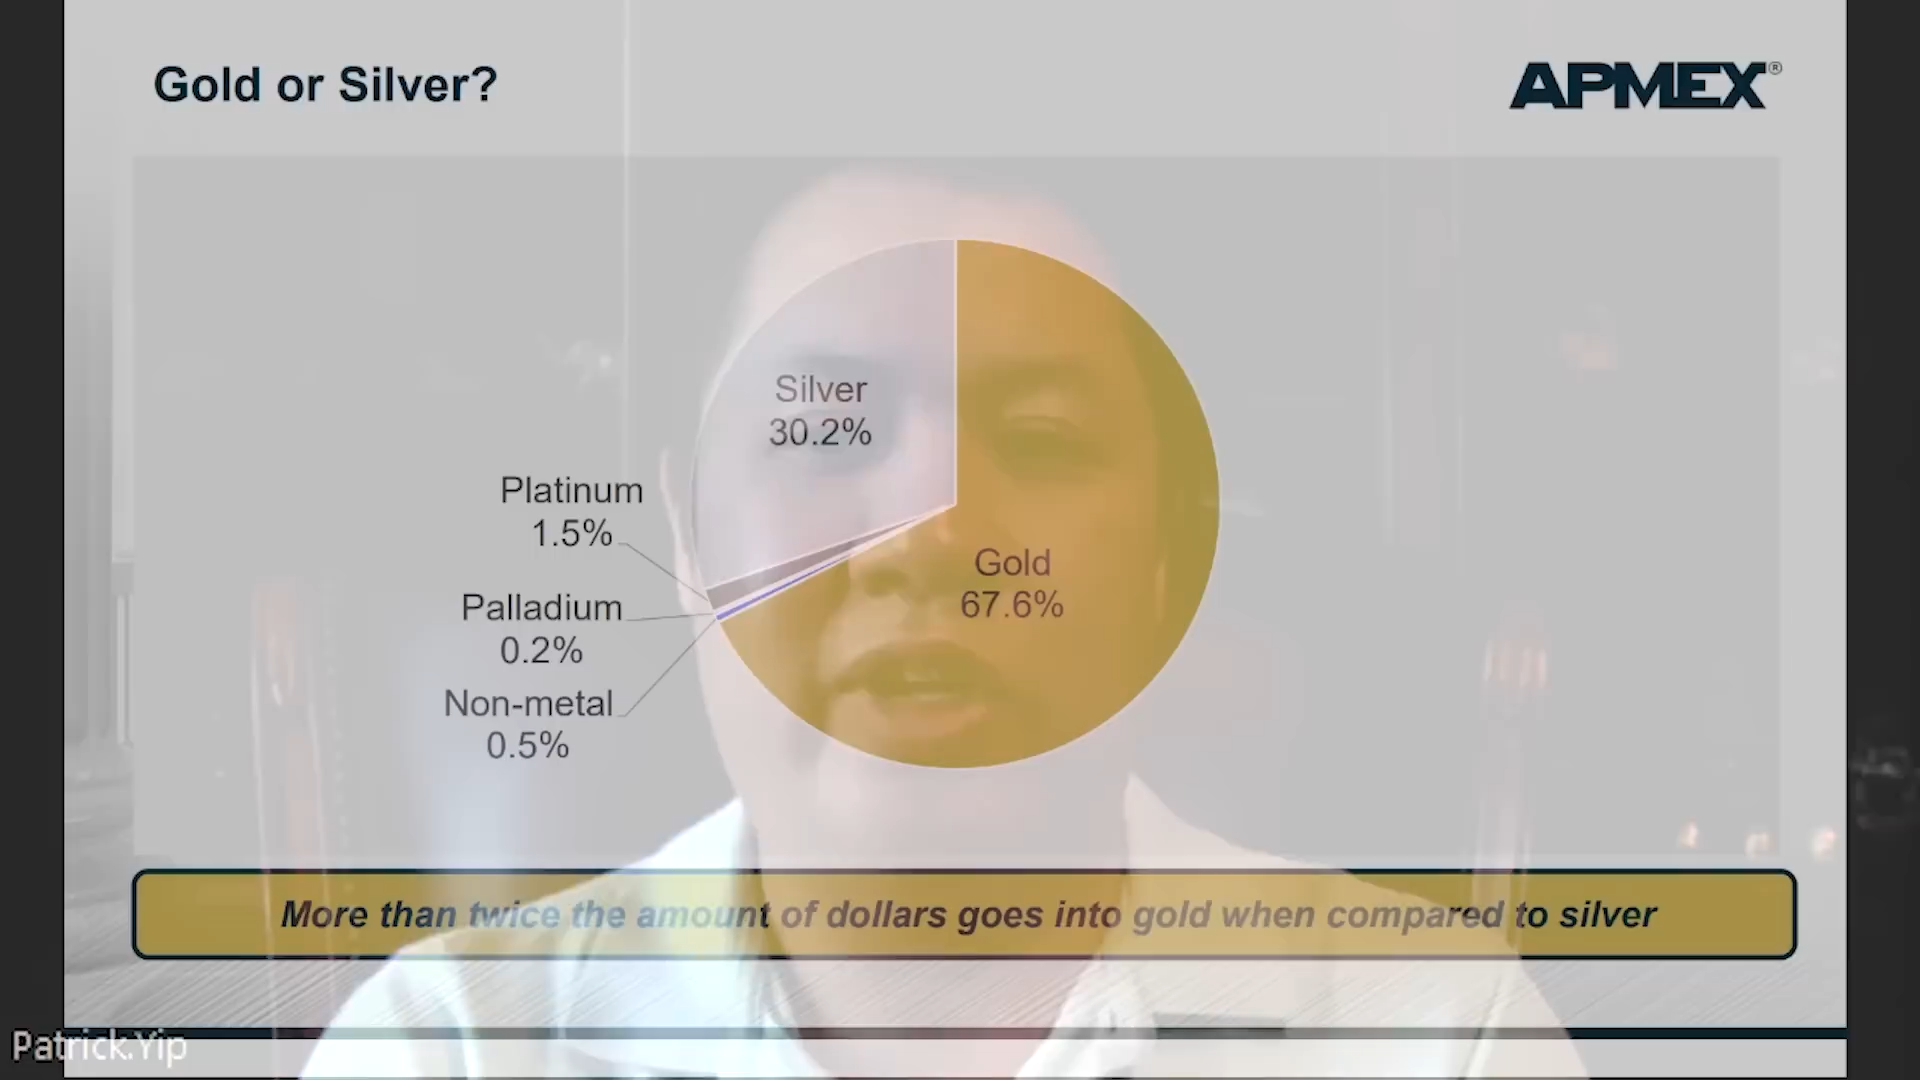 Gold or Silver?
APMEX®
Silver
30.2%
Platinum
1.5%
Palladium
0.2%
Non-metal
0.5%
Gold
67.6%
More than twice the amount of dollars goes into gold when compared to silver
Patrick.Yip